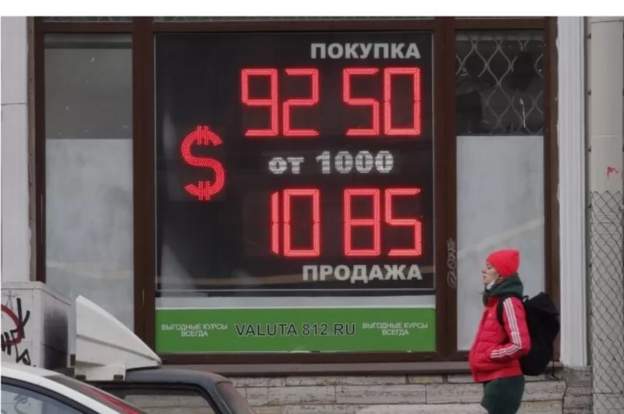 ПОКУПКА
92 50
$
от 1000
10 85
ПРОДАЖА
ВЫГОДНЫЕ КУРСЫ ВСЕГДА
VALUTA 812.RU
ВЫГОДНЫЕ КУРСЫ ВСЕГДА